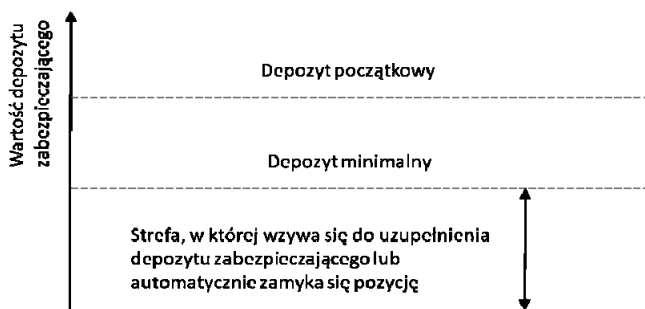 Wartość depozytu
zabezpieczającego
Depozyt początkowy
Depozyt minimalny
Strefa, w której wzywa się do uzupełnienia
depozytu zabezpieczającego lub
automatycznie zamyka się pozycję